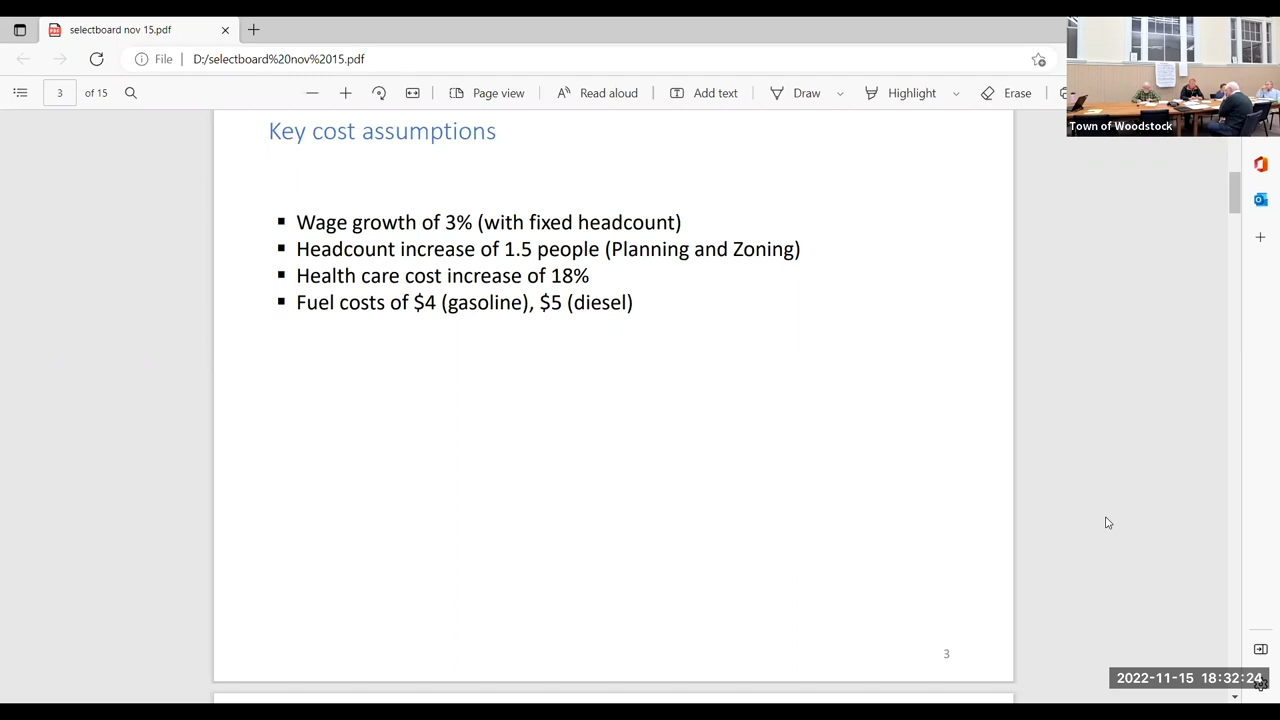 selectboard nov 15.pdf
File
D:/selectboard%20nov%2015.pdf
3 of 15
Page view
Read aloud
Add text
Draw
Highlight
Erase
Town of Woodstock
Key cost assumptions
Wage growth of 3% (with fixed headcount)
Headcount increase of 1.5 people (Planning and Zoning)
Health care cost increase of 18%
Fuel costs of $4 (gasoline), $5 (diesel)
3
2022-11-15 18:32:24